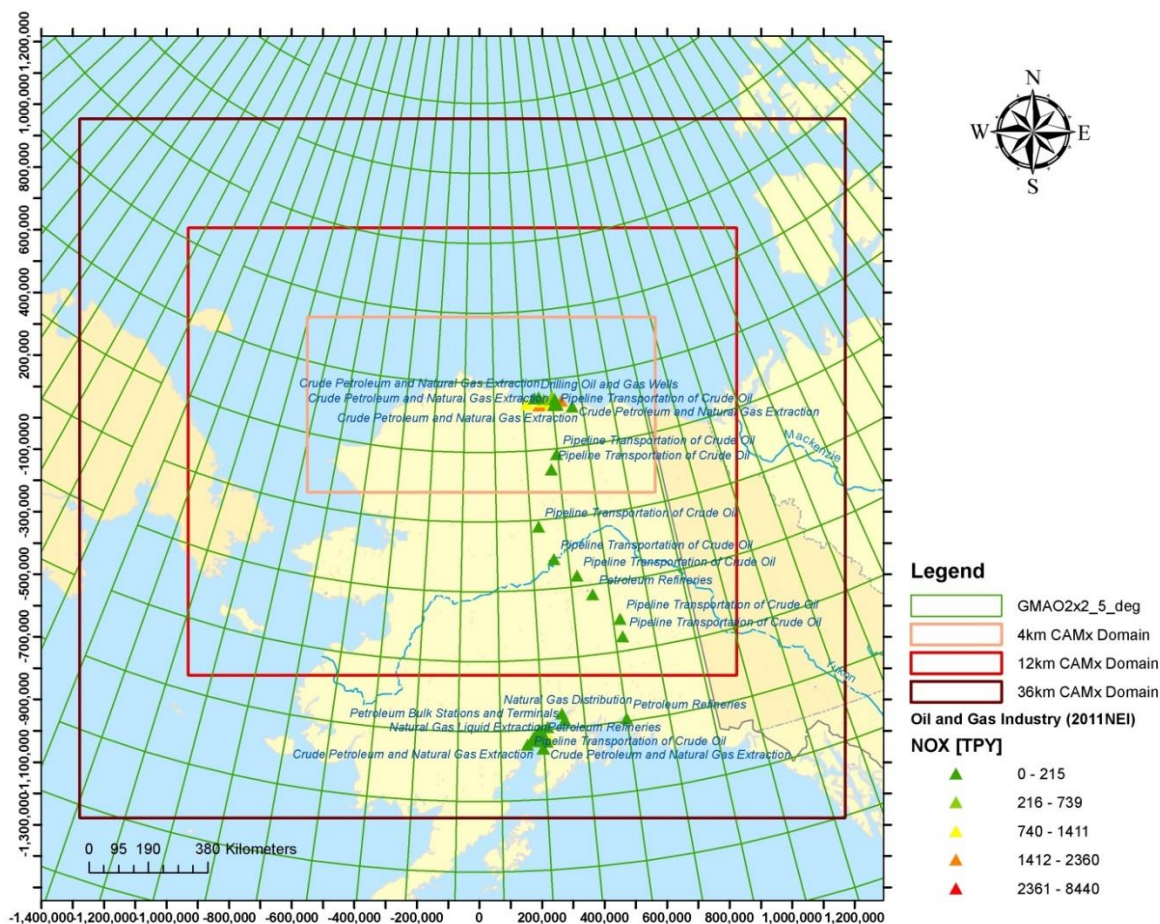 1,200,000
1,000,000
800,000
600,000
400,000
200,000
-100,000
-300,000
-500,000
-700,000
-900,000
-1,100,000
-1,300,000
N
W
E
S
Crude Petroleum and Natural Gas Extraction
Drilling Oil and Gas Wells
Crude Petroleum and Natural Gas Extraction
Pipeline Transportation of Crude Oil
Crude Petroleum and Natural Gas Extraction
Crude Petroleum and Natural Gas Extraction
Pipeline Transportation of Crude Oil
Pipeline Transportation of Crude Oil
Mackenzie
Pipeline Transportation of Crude Oil
Pipeline Transportation of Crude Oil
Pipeline Transportation of Crude Oil
Petroleum Refineries
Pipeline Transportation of Crude Oil
Pipeline Transportation of Crude Oil
Yukon
Natural Gas Distribution
Petroleum Refineries
Petroleum Bulk Stations and Terminals
Natural Gas Liquid Extraction
Petroleum Refineries
Pipeline Transportation of Crude Oil
Crude Petroleum and Natural Gas Extraction
Crude Petroleum and Natural Gas Extraction
0 95 190 380 Kilometers
-1,400,000
-1,200,000
-1,000,000
-800,000
-600,000
-400,000
-200,000
0
200,000
400,000
600,000
800,000
1,000,000
1,200,000
Legend
GMAO2x2_5_deg
4km CAMx Domain
12km CAMx Domain
36km CAMx Domain
Oil and Gas Industry (2011NEI)
NOX [TPY]
0 - 215
216 - 739
740 - 1411
1412 - 2360
2361 - 8440